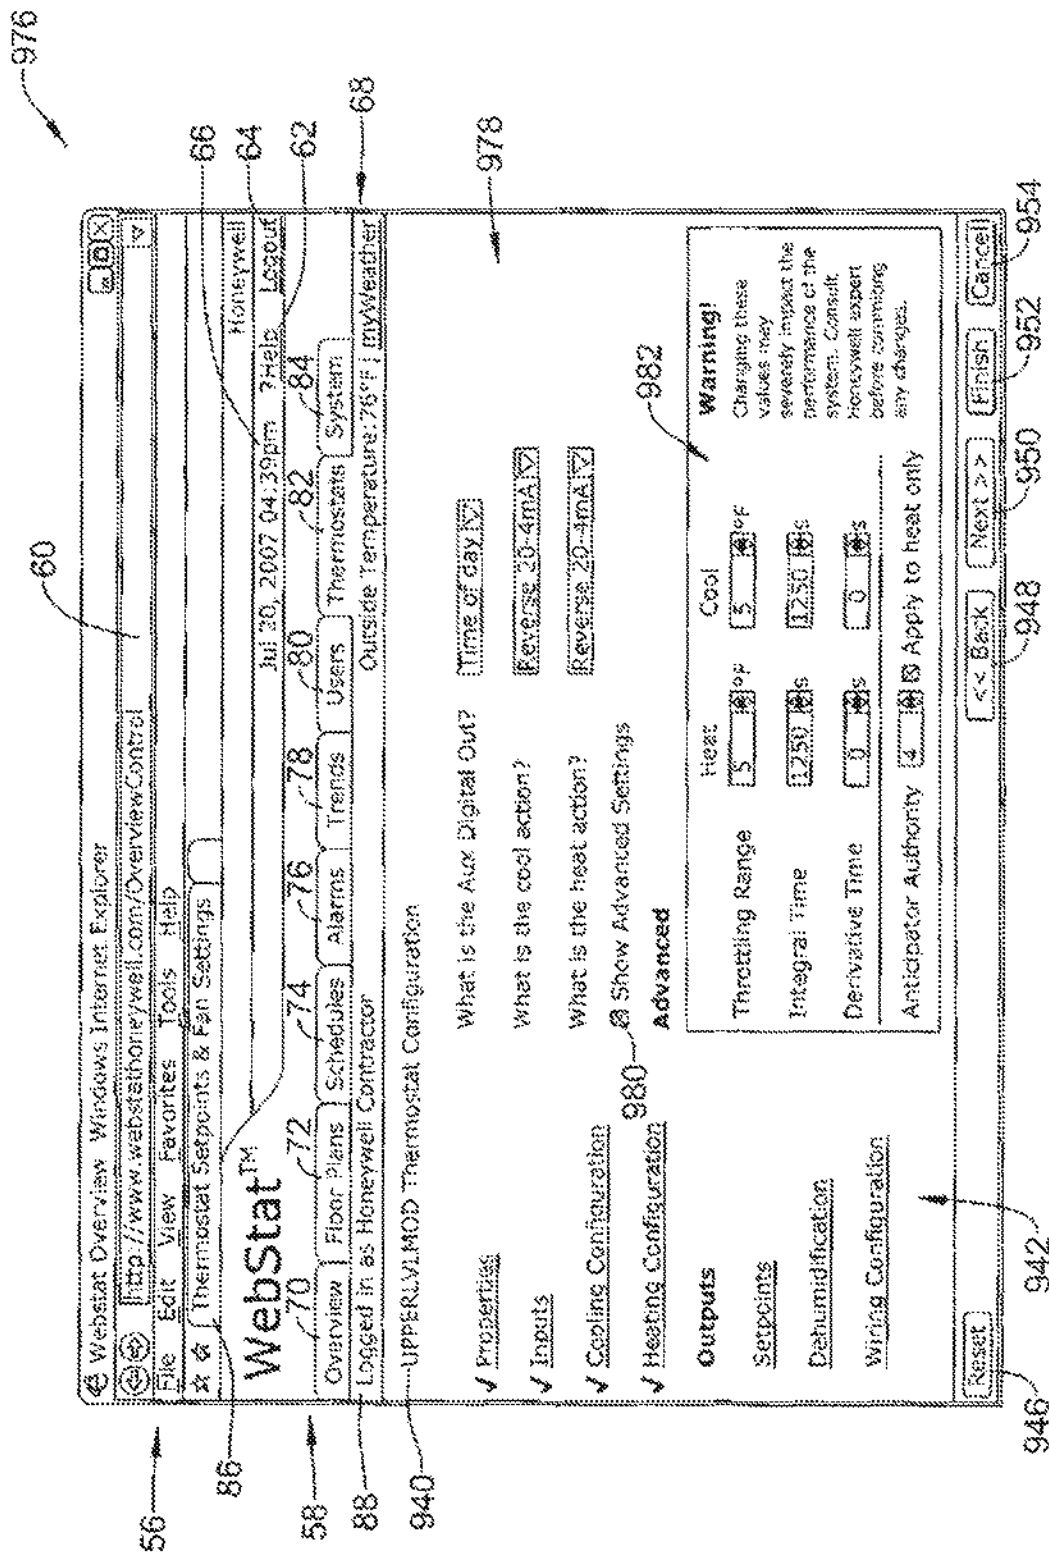 976
Webstat Overview Windows Internet Explorer
60
http://www.webstathoneywell.com/OverviewControl
56
File Edit View Favorites Tools Help
Thermostat Setpoints & Fan Settings
86
66
64
62
Honeywell
WebStat™
Jul 20, 2007 04:39pm ?Help Logout
58
70 72 74 76 78 80 82 84
Overview Floor Plans Schedules Alarms Trends Users Thermostats System
68
88
Logged in as Honeywell Contractor Outside Temperature:76°F | myWeather
940
UPPERLVLMOD Thermostat Configuration
978
✓ Properties
✓ Inputs
✓ Cooling Configuration
✓ Heating Configuration
Outputs
Setpoints
Dehumidification
Wiring Configuration
942
What is the Aux Digital Out? Time of day
What is the cool action? Reverse 20-4mA
What is the heat action? Reverse 20-4mA
980
Show Advanced Settings
Advanced
982
Heat Cool
Throttling Range 5 °F 5 °F
Integral Time 1250 s 1250 s
Derivative Time 0 s 0 s
Anticipator Authority 4 Apply to heat only
Warning!
Changing these
values may
severely impact the
performance of the
system. Consult
Honeywell expert
before commiting
any changes.
Reset << Back Next >> Finish Cancel
946 948 950 952 954